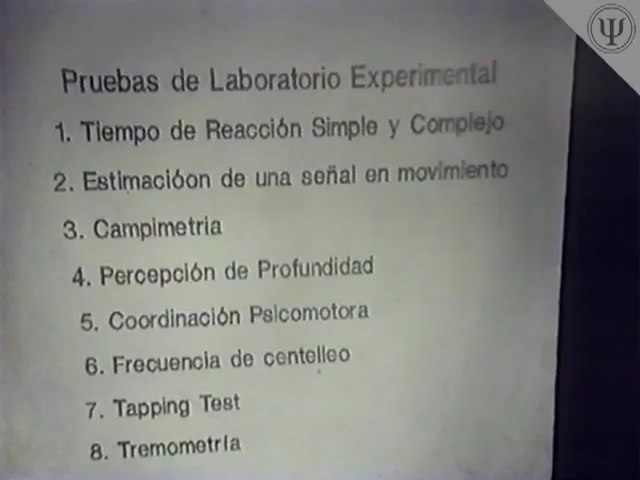 Pruebas de Laboratorio Experimental
1. Tiempo de Reacción Simple y Complejo
2. Estimacióon de una señal en movimiento
3. Campimetria
4. Percepción de Profundidad
5. Coordinación Psicomotora
6. Frecuencia de centelleo
7. Tapping Test
8. Tremometría